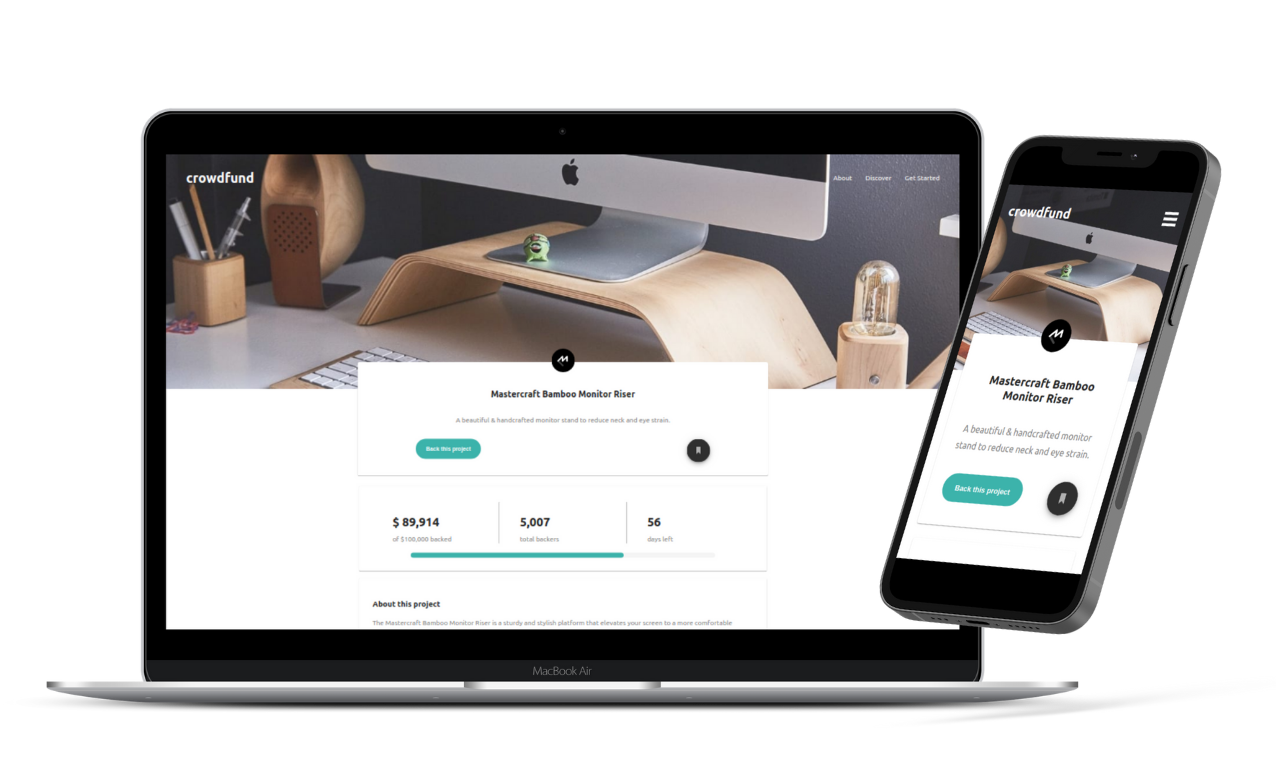 crowdfund
About Discover Get Started
Mastercraft Bamboo Monitor Riser
A beautiful & handcrafted monitor stand to reduce neck and eye strain.
Back this project
$ 89,914
of $100,000 backed
5,007
total backers
56
days left
About this project
The Mastercraft Bamboo Monitor Riser is a sturdy and stylish platform that elevates your screen to a more comfortable
MacBook Air
crowdfund
Mastercraft Bamboo
Monitor Riser
A beautiful & handcrafted monitor
stand to reduce neck and eye strain.
Back this project